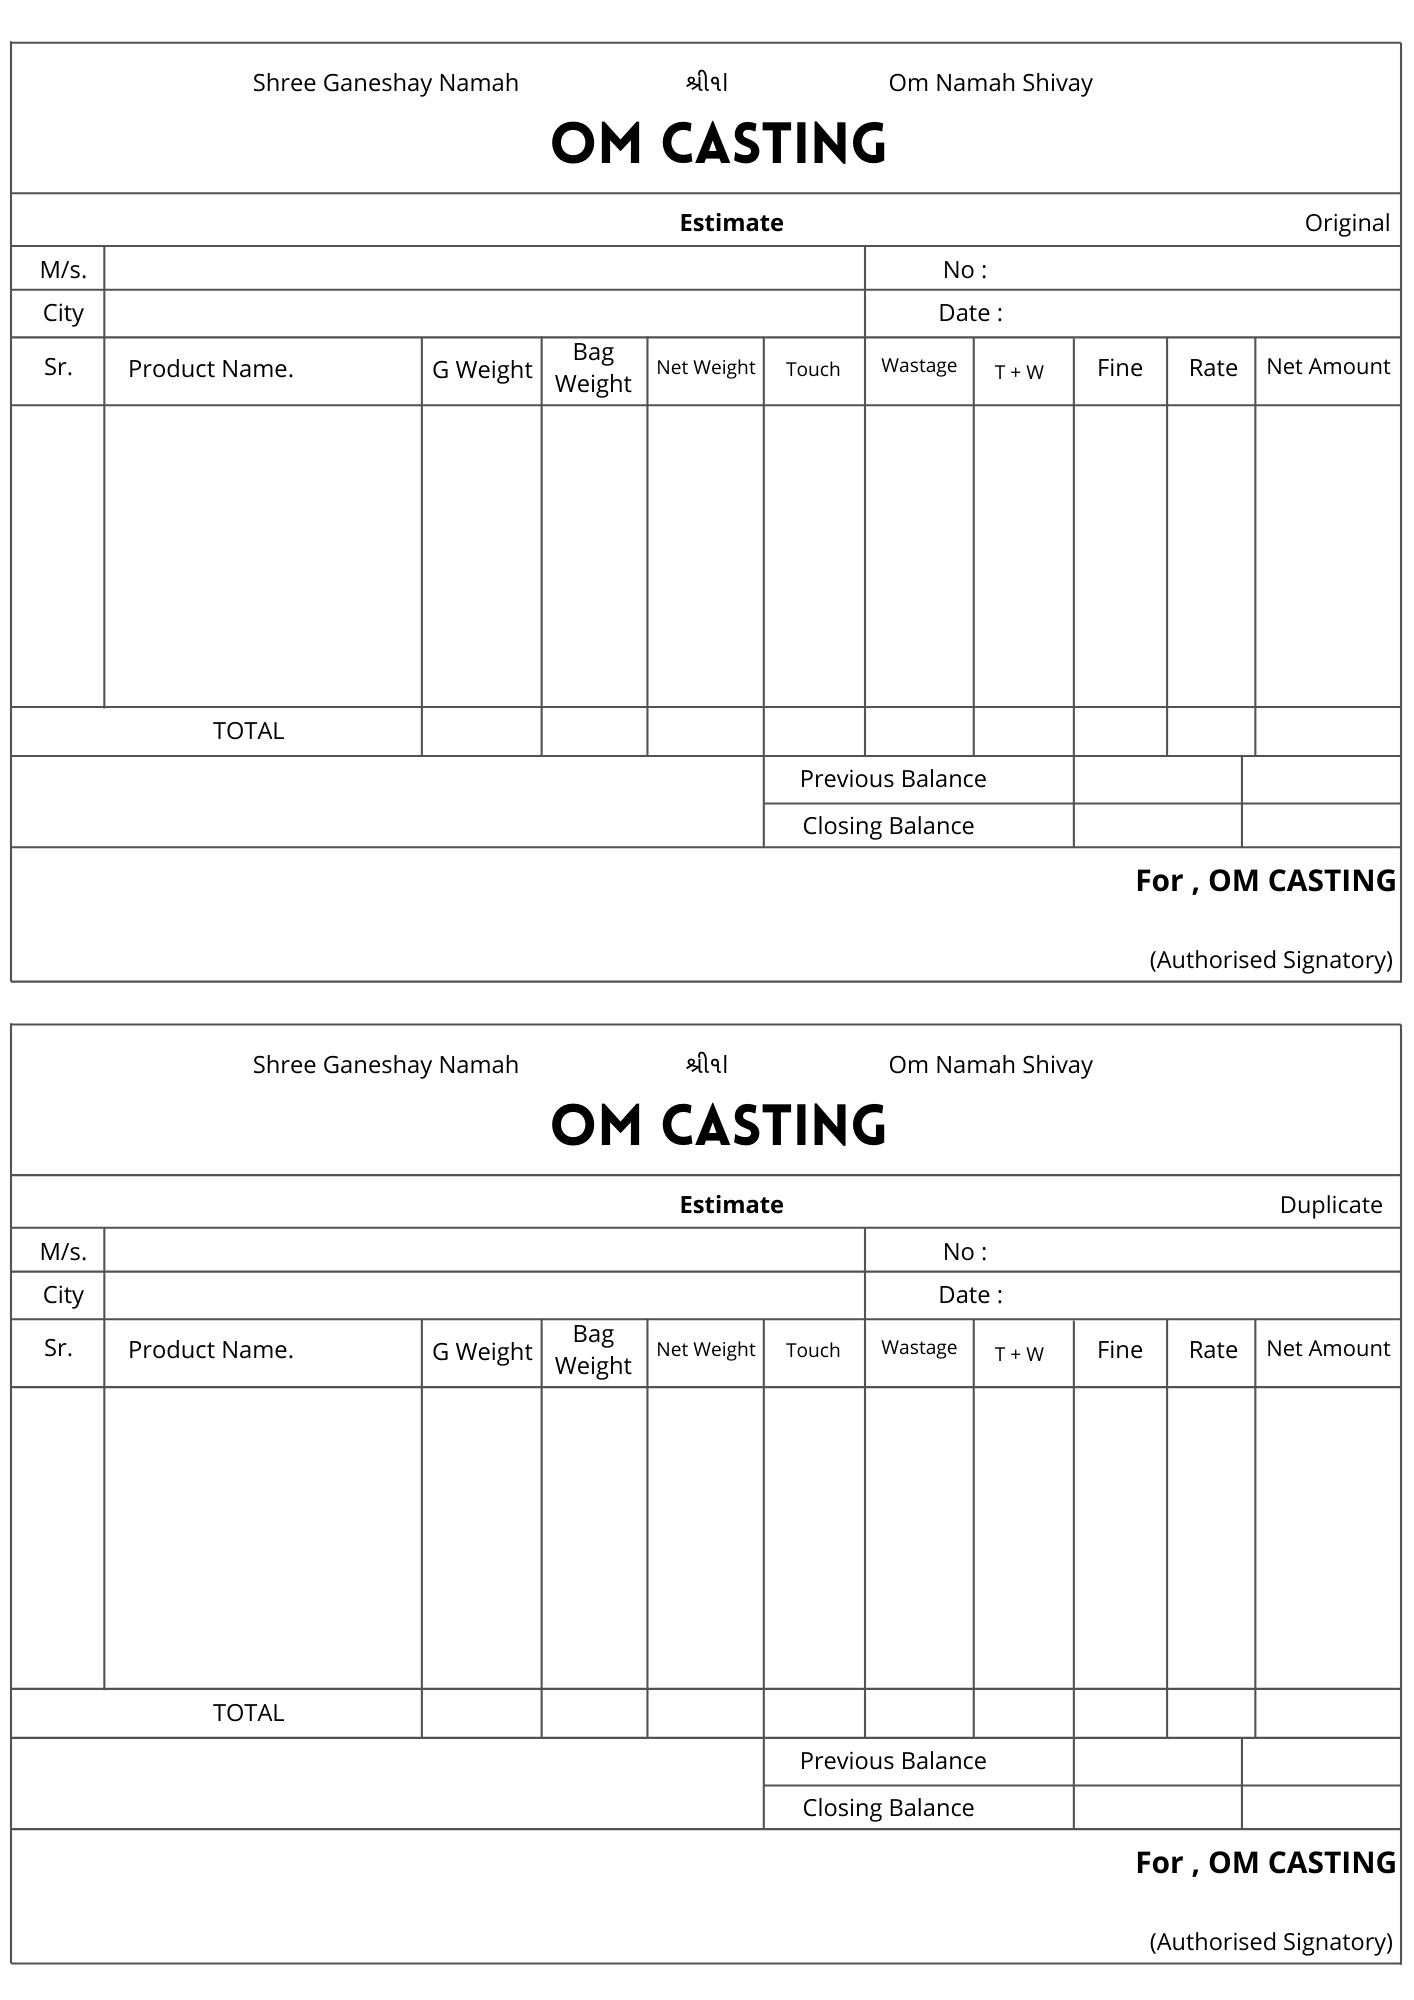 Shree Ganeshay Namah શ્રી૧। Om Namah Shivay
OM CASTING
Estimate Original
M/s. No :
City Date :
Sr. Product Name. G Weight Bag Weight Net Weight Touch Wastage T + W Fine Rate Net Amount
TOTAL
Previous Balance
Closing Balance
For , OM CASTING
(Authorised Signatory)
Shree Ganeshay Namah શ્રી૧। Om Namah Shivay
OM CASTING
Estimate Duplicate
M/s. No :
City Date :
Sr. Product Name. G Weight Bag Weight Net Weight Touch Wastage T + W Fine Rate Net Amount
TOTAL
Previous Balance
Closing Balance
For , OM CASTING
(Authorised Signatory)